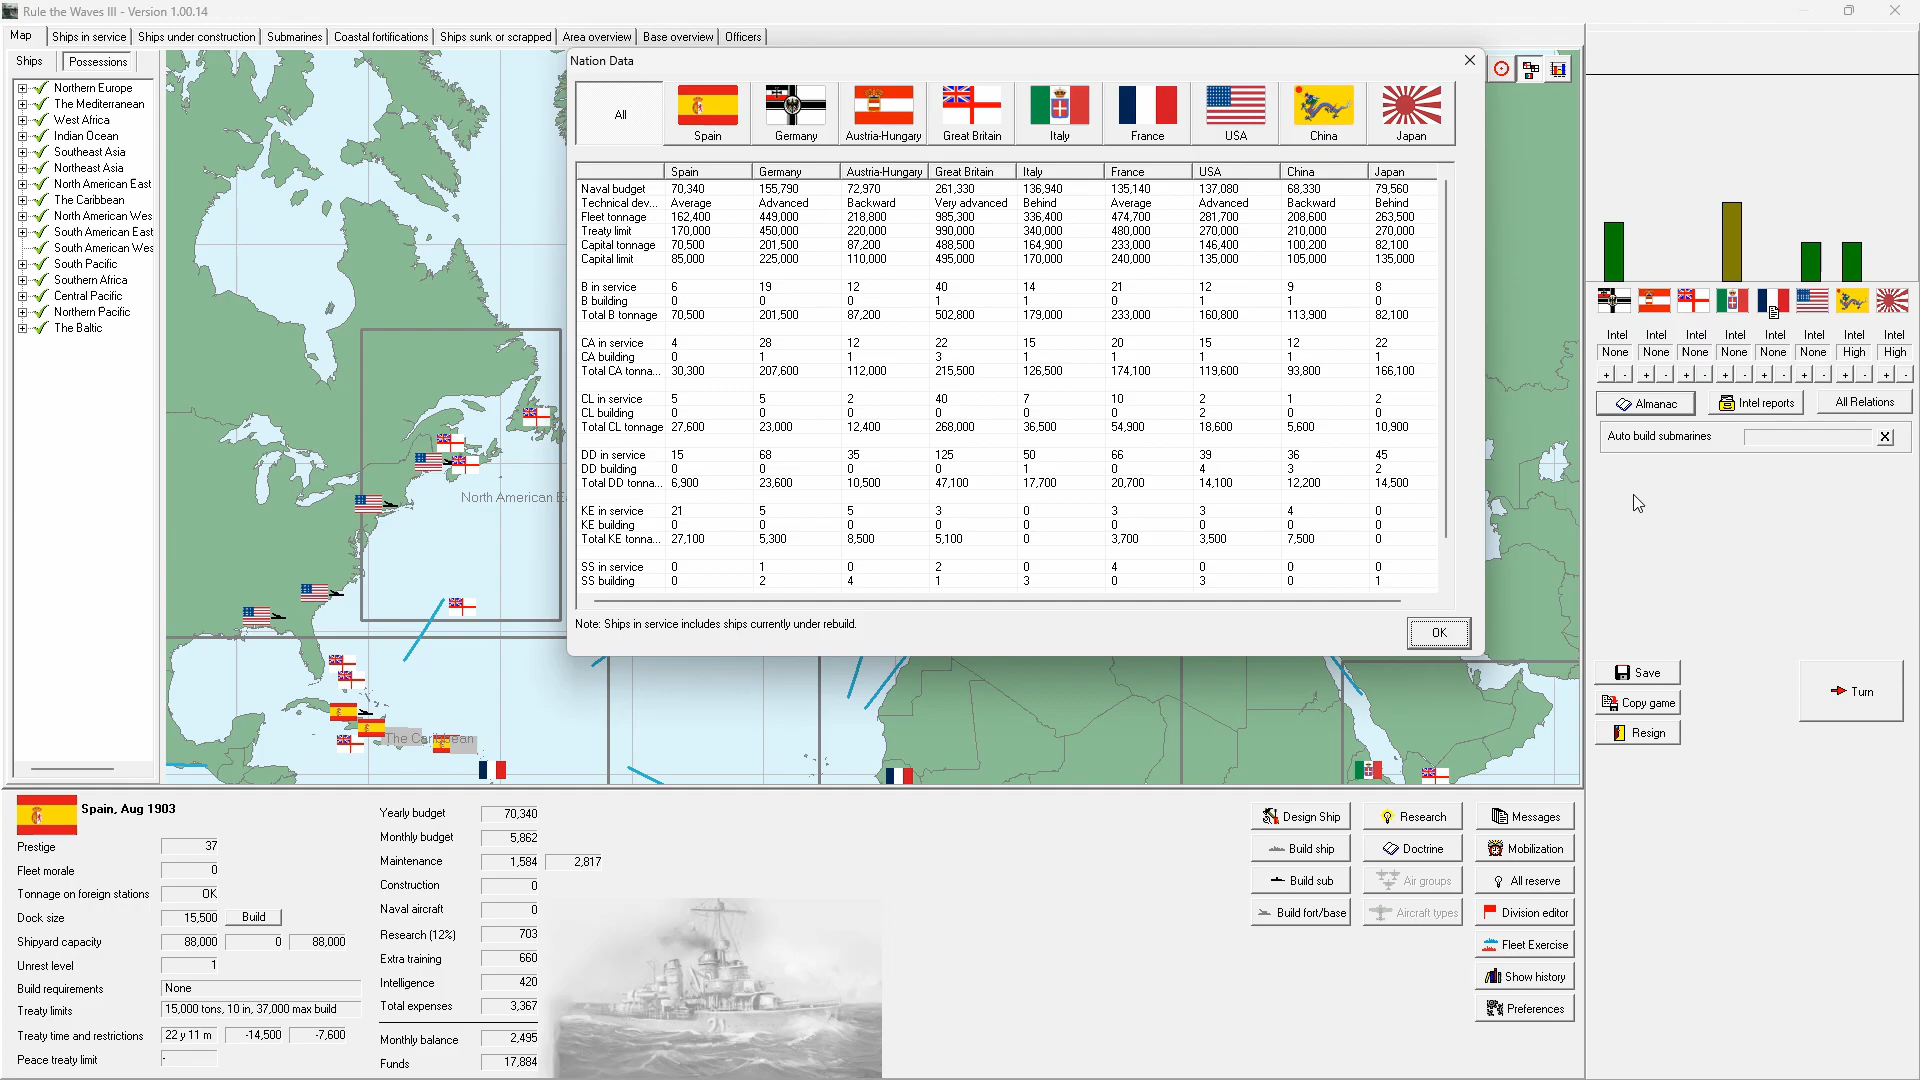 Rule the Waves III - Version 1.00.14
Map Ships in service Ships under construction Submarines Coastal fortifications Ships sunk or scrapped Area overview Base overview Officers
Ships Possessions
Northern Europe
The Mediterranean
West Africa
Indian Ocean
Southeast Asia
Northeast Asia
North American East
The Caribbean
North American Wes
South American East
South American Wes
South Pacific
Southern Africa
Central Pacific
Northern Pacific
The Baltic
North American E
The Caribbean
Nation Data
All Spain Germany Austria-Hungary Great Britain Italy France USA China Japan
Spain Germany Austria-Hungary Great Britain Italy France USA China Japan
Naval budget 70,340 155,790 72,970 261,330 136,940 135,140 137,080 68,330 79,560
Technical dev... Average Advanced Backward Very advanced Behind Average Advanced Backward Behind
Fleet tonnage 162,400 449,000 218,800 985,300 336,400 474,700 281,700 208,600 263,500
Treaty limit 170,000 450,000 220,000 990,000 340,000 480,000 270,000 210,000 270,000
Capital tonnage 70,500 201,500 87,200 488,500 164,900 233,000 146,400 100,200 82,100
Capital limit 85,000 225,000 110,000 495,000 170,000 240,000 135,000 105,000 135,000
B in service 6 19 12 40 14 21 12 9 8
B building 0 0 0 1 1 0 1 1 0
Total B tonnage 70,500 201,500 87,200 502,800 179,000 233,000 160,800 113,900 82,100
CA in service 4 28 12 22 15 20 15 12 22
CA building 0 1 1 3 1 1 1 1 1
Total CA tonna... 30,300 207,600 112,000 215,500 126,500 174,100 119,600 93,800 166,100
CL in service 5 5 2 40 7 10 2 1 2
CL building 0 0 0 0 0 0 2 0 0
Total CL tonnage 27,600 23,000 12,400 268,000 36,500 54,900 18,600 5,600 10,900
DD in service 15 68 35 125 50 66 39 36 45
DD building 0 0 0 0 1 0 4 3 2
Total DD tonna... 6,900 23,600 10,500 47,100 17,700 20,700 14,100 12,200 14,500
KE in service 21 5 5 3 0 3 3 4 0
KE building 0 0 0 0 0 0 0 0 0
Total KE tonna... 27,100 5,300 8,500 5,100 0 3,700 3,500 7,500 0
SS in service 0 1 0 2 0 4 0 0 0
SS building 0 2 4 1 3 0 3 0 1
Note: Ships in service includes ships currently under rebuild.
OK
Intel Intel Intel Intel Intel Intel Intel Intel
None None None None None None High High
+ - + - + - + - + - + - + - + -
Almanac Intel reports All Relations
Auto build submarines X
Save
Copy game
Resign
Turn
Spain, Aug 1903
Prestige 37
Fleet morale 0
Tonnage on foreign stations OK
Dock size 15,500 Build
Shipyard capacity 88,000 0 88,000
Unrest level 1
Build requirements None
Treaty limits 15,000 tons, 10 in, 37,000 max build
Treaty time and restrictions 22 y 11 m -14,500 -7,600
Peace treaty limit -
Yearly budget 70,340
Monthly budget 5,862
Maintenance 1,584 2,817
Construction 0
Naval aircraft 0
Research (12%) 703
Extra training 660
Intelligence 420
Total expenses 3,367
Monthly balance 2,495
Funds 17,884
Design Ship Research Messages
Build ship Doctrine Mobilization
Build sub Air groups All reserve
Build fort/base Aircraft types Division editor
Fleet Exercise
Show history
Preferences